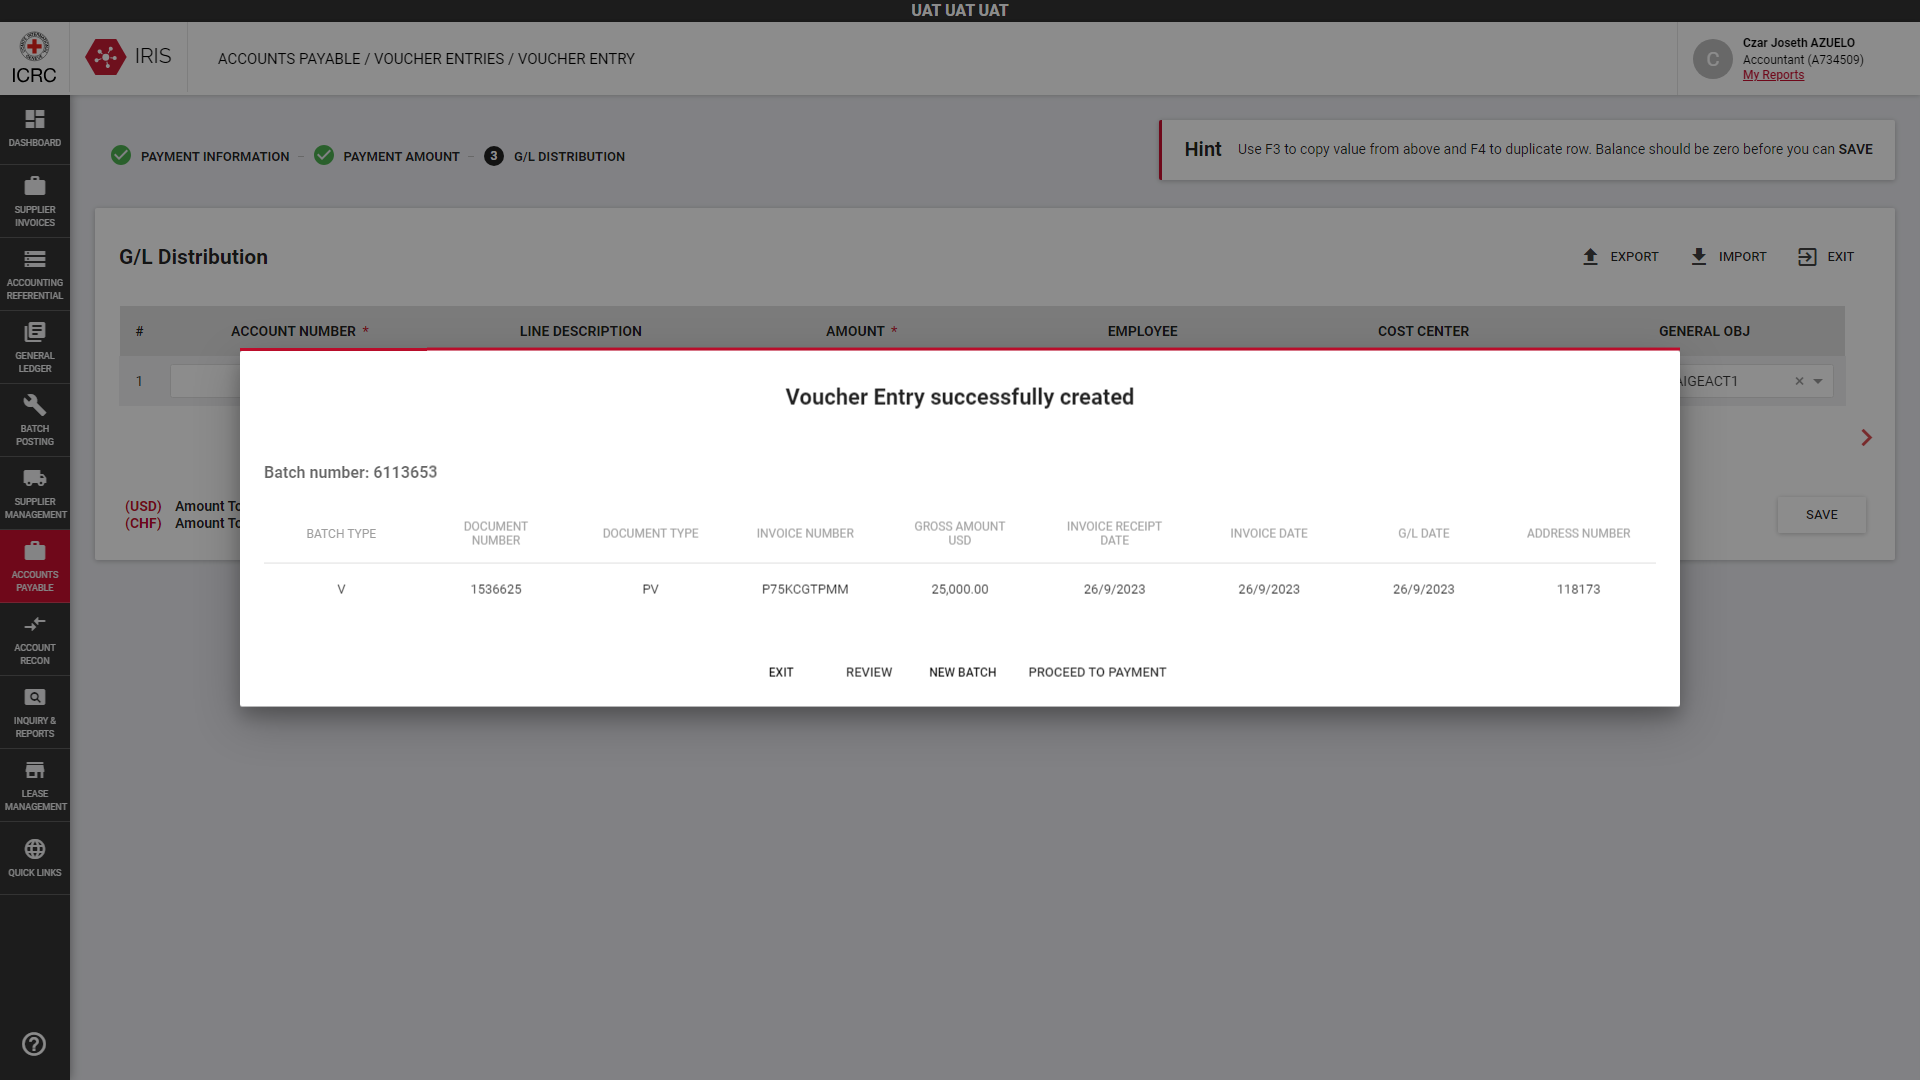 UAT UAT UAT
ICRC
IRIS
ACCOUNTS PAYABLE / VOUCHER ENTRIES / VOUCHER ENTRY
C
Czar Joseth AZUELO
Accountant (A734509)
My Reports
DASHBOARD
SUPPLIER
INVOICES
ACCOUNTING
REFERENTIAL
GENERAL
LEDGER
BATCH
POSTING
SUPPLIER
MANAGEMENT
ACCOUNTS
PAYABLE
ACCOUNT
RECON
INQUIRY &
REPORTS
LEASE
MANAGEMENT
QUICK LINKS
PAYMENT INFORMATION
PAYMENT AMOUNT
3 G/L DISTRIBUTION
Hint Use F3 to copy value from above and F4 to duplicate row. Balance should be zero before you can SAVE
G/L Distribution
EXPORT IMPORT EXIT
# ACCOUNT NUMBER * LINE DESCRIPTION AMOUNT * EMPLOYEE COST CENTER GENERAL OBJ
1 AIGEACT1
(USD) Amount To
(CHF) Amount To
SAVE
Voucher Entry successfully created
Batch number: 6113653
BATCH TYPE DOCUMENT NUMBER DOCUMENT TYPE INVOICE NUMBER GROSS AMOUNT USD INVOICE RECEIPT DATE INVOICE DATE G/L DATE ADDRESS NUMBER
V 1536625 PV P75KCGTPMM 25,000.00 26/9/2023 26/9/2023 26/9/2023 118173
EXIT REVIEW NEW BATCH PROCEED TO PAYMENT